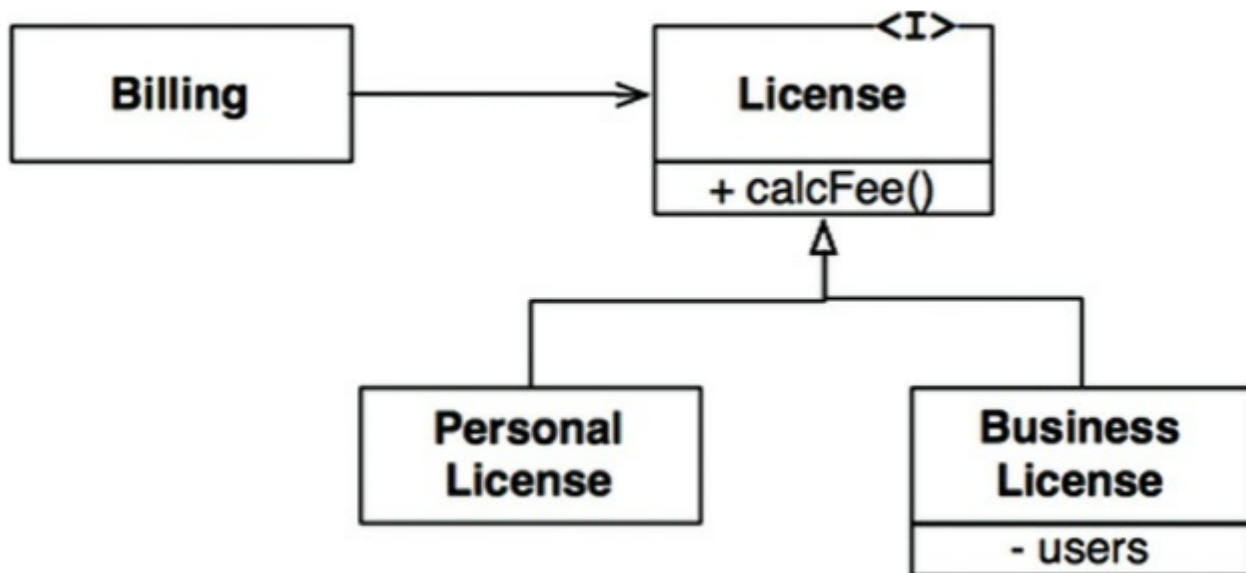 <I>
Billing
License
+ calcFee()
Personal
License
Business
License
- users